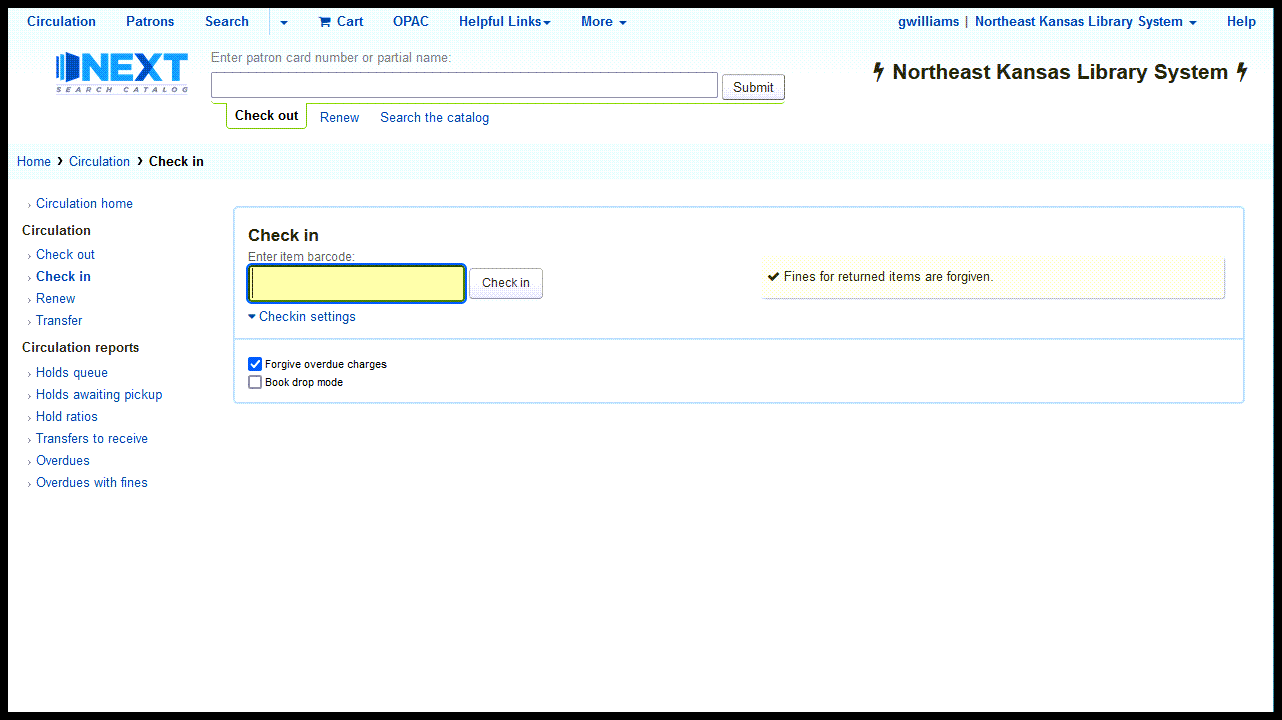 Circulation Patrons Search Cart OPAC Helpful Links More gwilliams | Northeast Kansas Library System Help
NEXT
SEARCH CATALOG
Enter patron card number or partial name:
Submit
Northeast Kansas Library System
Check out Renew Search the catalog
Home › Circulation › Check in
› Circulation home
Circulation
› Check out
› Check in
› Renew
› Transfer
Circulation reports
› Holds queue
› Holds awaiting pickup
› Hold ratios
› Transfers to receive
› Overdues
› Overdues with fines
Check in
Enter item barcode:
Check in
Checkin settings
Forgive overdue charges
Book drop mode
Fines for returned items are forgiven.